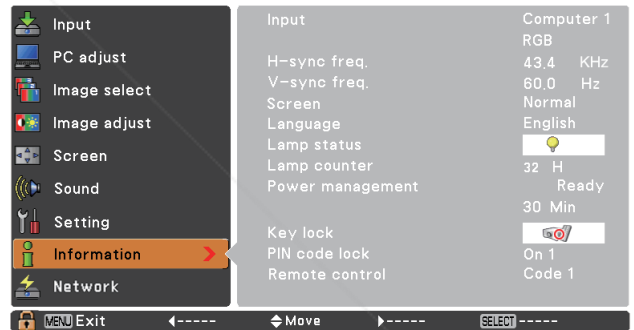 Input
PC adjust
Image select
Image adjust
Screen
Sound
Setting
Information
Network
Input Computer 1
RGB
H-sync freq. 43.4 KHz
V-sync freq. 60.0 Hz
Screen Normal
Language English
Lamp status
Lamp counter 32 H
Power management Ready
30 Min
Key lock
PIN code lock On 1
Remote control Code 1
MENU Exit ----- Move ----- SELECT -----